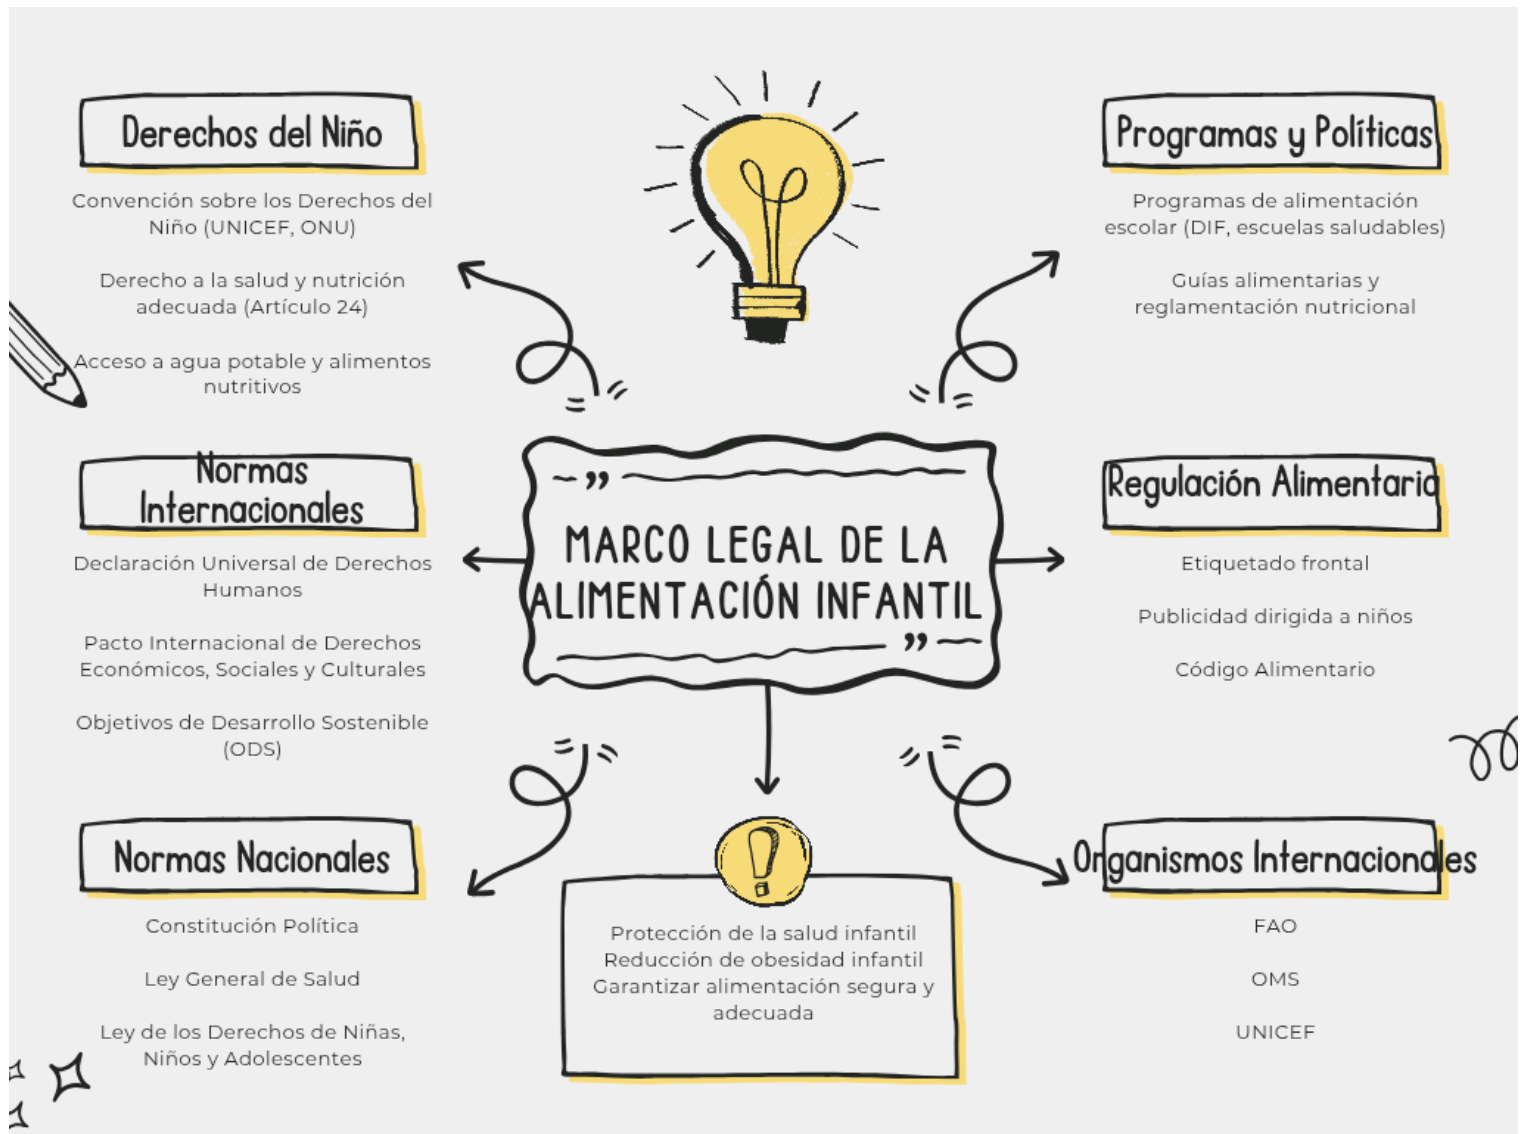 Derechos del Niño
Convención sobre los Derechos del
Niño (UNICEF, ONU)
Derecho a la salud y nutrición
adecuada (Artículo 24)
Acceso a agua potable y alimentos
nutritivos
Normas
Internacionales
Declaración Universal de Derechos
Humanos
Pacto Internacional de Derechos
Económicos, Sociales y Culturales
Objetivos de Desarrollo Sostenible
(ODS)
Normas Nacionales
Constitución Política
Ley General de Salud
Ley de los Derechos de Niñas,
Niños y Adolescentes
MARCO LEGAL DE LA
ALIMENTACIÓN INFANTIL
Protección de la salud infantil
Reducción de obesidad infantil
Garantizar alimentación segura y
adecuada
Programas y Políticas
Programas de alimentación
escolar (DIF, escuelas saludables)
Guías alimentarias y
reglamentación nutricional
Regulación Alimentaria
Etiquetado frontal
Publicidad dirigida a niños
Código Alimentario
Organismos Internacionales
FAO
OMS
UNICEF